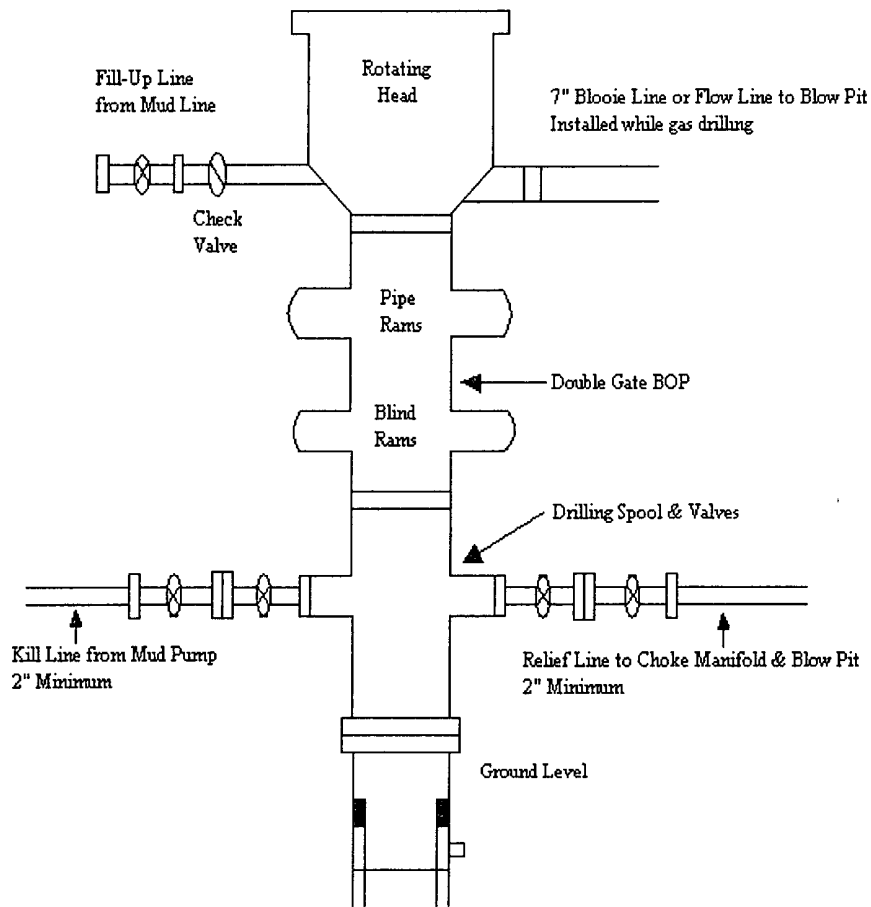 Rotating
Head
Fill-Up Line
from Mud Line
7" Blooie Line or Flow Line to Blow Pit
Installed while gas drilling
Check
Valve
Pipe
Rams
Double Gate BOP
Blind
Rams
Drilling Spool & Valves
Kill Line from Mud Pump
2" Minimum
Relief Line to Choke Manifold & Blow Pit
2" Minimum
Ground Level